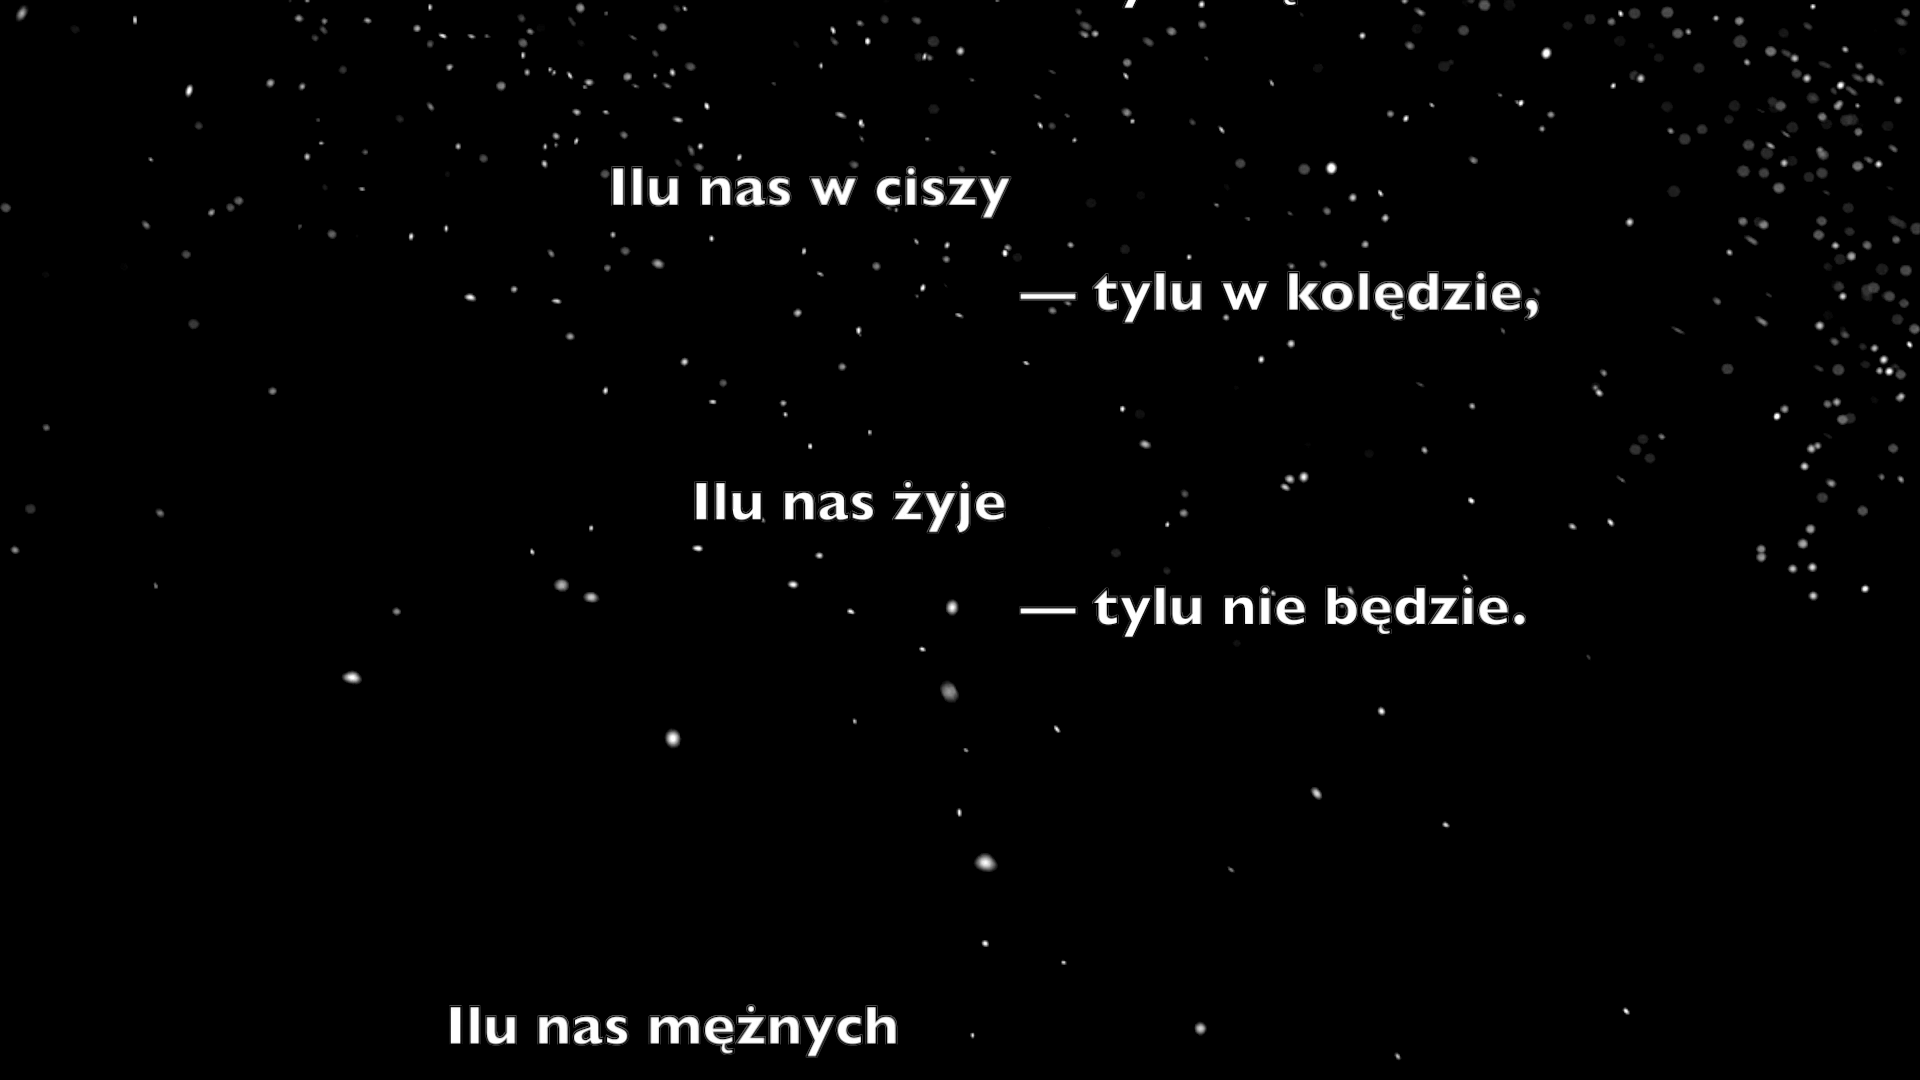 Ilu nas w ciszy
— tylu w kolędzie,
Ilu nas żyje
— tylu nie będzie.
Ilu nas mężnych